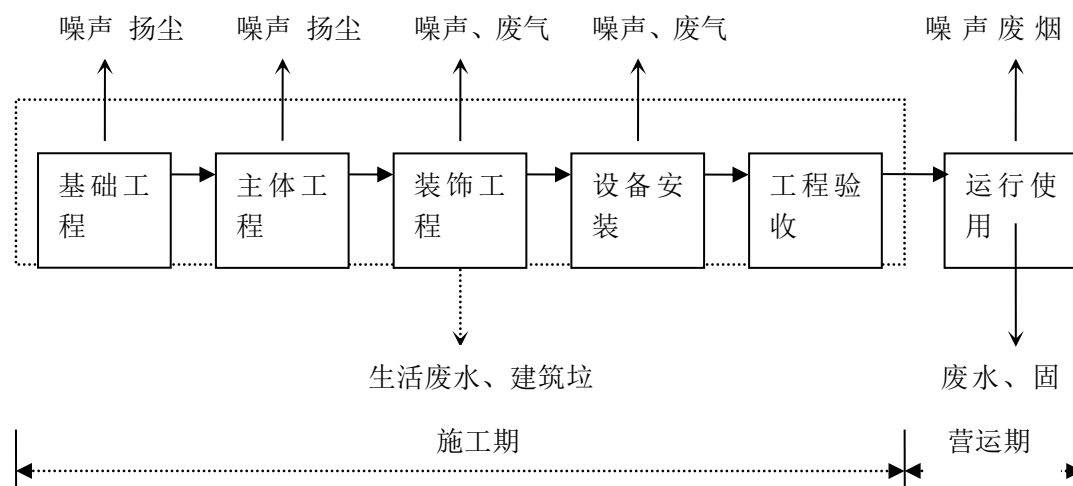 噪声 扬尘 噪声 扬尘 噪声、废气 噪声、废气 噪声废烟
基础工 主体工 装饰工 设备安 工程验 运行使
程 程 程 装 收 用
生活废水、建筑垃 废水、固
施工期 营运期